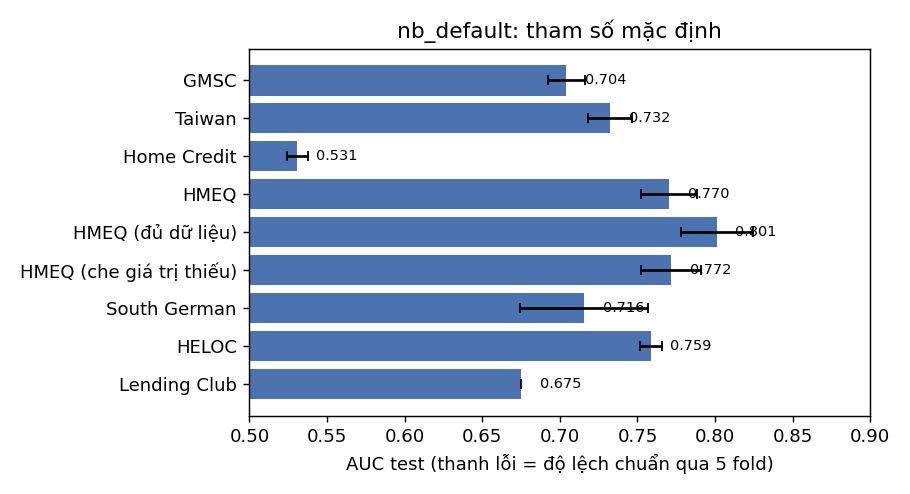 nb_default: tham số mặc định
GMSC 0.704
Taiwan 0.732
Home Credit 0.531
HMEQ 0.770
HMEQ (đủ dữ liệu) 0.801
HMEQ (che giá trị thiếu) 0.772
South German 0.716
HELOC 0.759
Lending Club 0.675
0.50 0.55 0.60 0.65 0.70 0.75 0.80 0.85 0.90
AUC test (thanh lỗi = độ lệch chuẩn qua 5 fold)